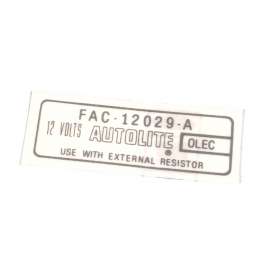 FAC-12029-A
12 VOLTS AUTOLITE ® OLEC
USE WITH EXTERNAL RESISTOR